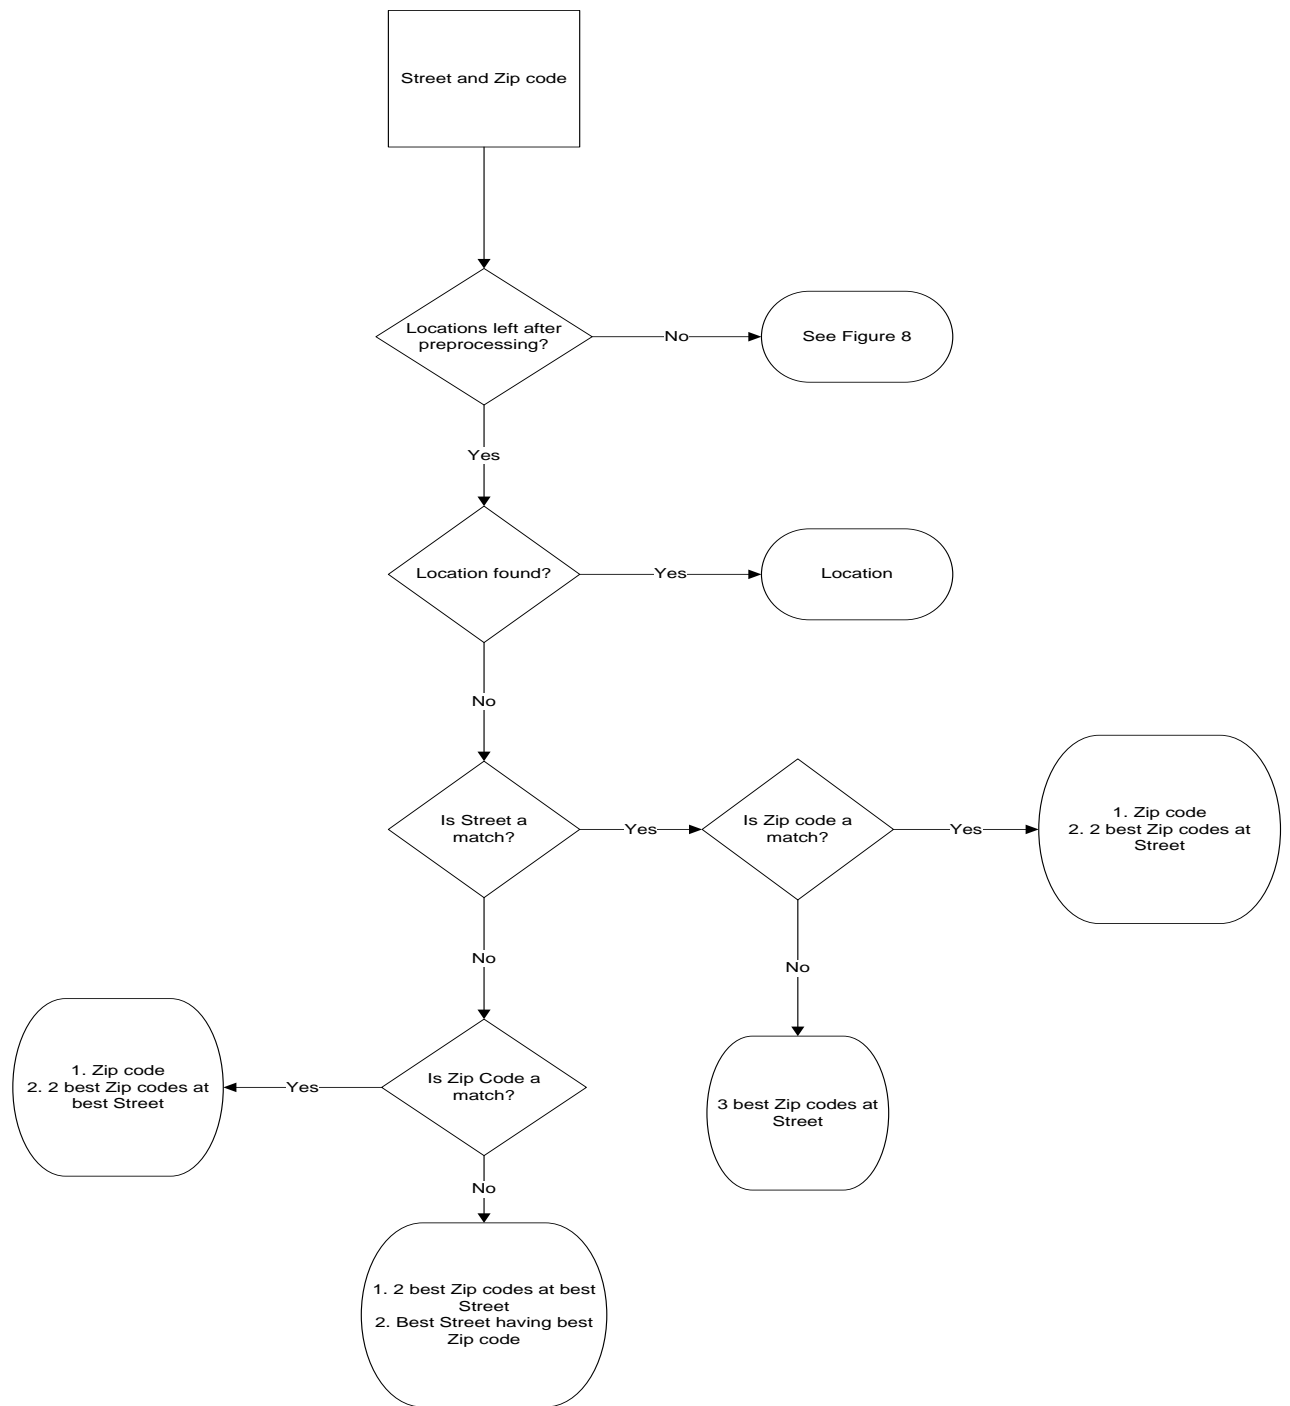 Street and Zip code
Locations left after
preprocessing?
No
See Figure 8
Yes
Location found?
Yes
Location
No
Is Street a
match?
Yes
Is Zip code a
match?
Yes
1. Zip code
2. 2 best Zip codes at
Street
No
No
1. Zip code
2. 2 best Zip codes at
best Street
Yes
Is Zip Code a
match?
3 best Zip codes at
Street
No
1. 2 best Zip codes at best
Street
2. Best Street having best
Zip code